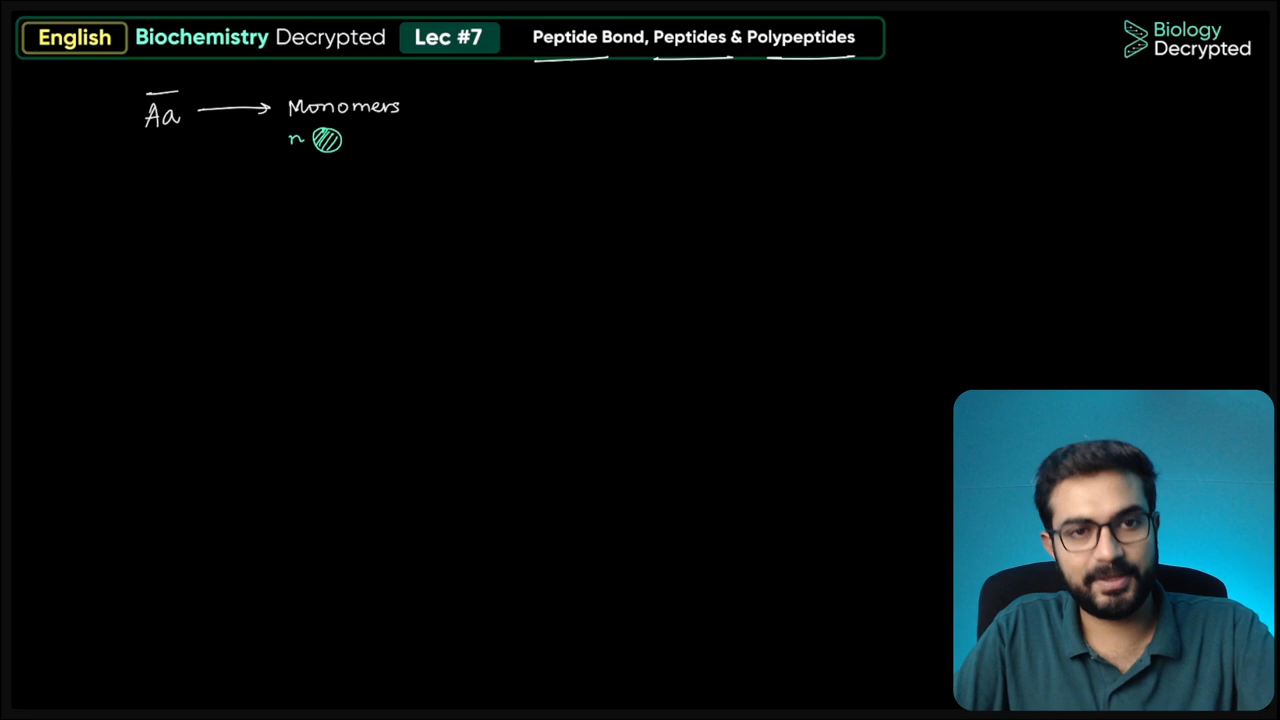 English Biochemistry Decrypted Lec #7 Peptide Bond, Peptides & Polypeptides
Biology
Decrypted
Aa → Monomers
n